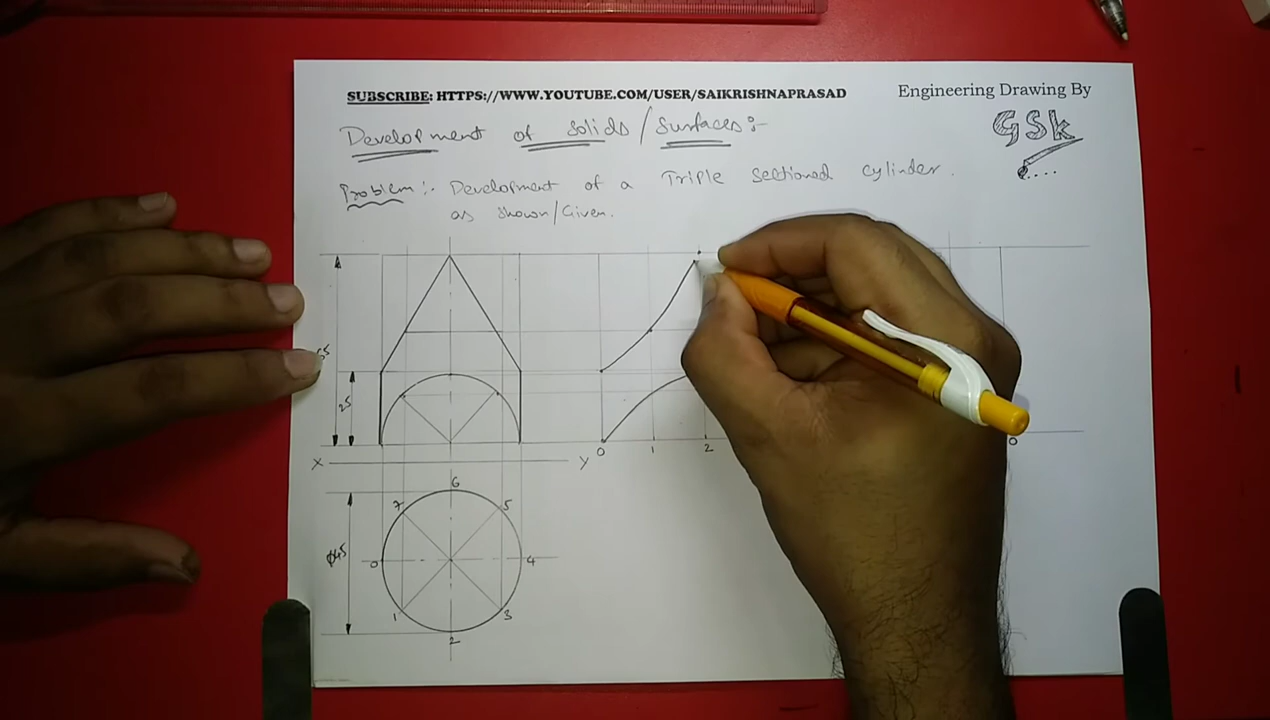 SUBSCRIBE: HTTPS://WWW.YOUTUBE.COM/USER/SAIKRISHNAPRASAD
Engineering Drawing By
GSK
Development of solids/Surfaces:-
Problem:- Development of a Triple sectioned cylinder.
as shown/Given.
25
X
Y
0 1 2
0
6
7 5
φ45
0 4
1 3
2